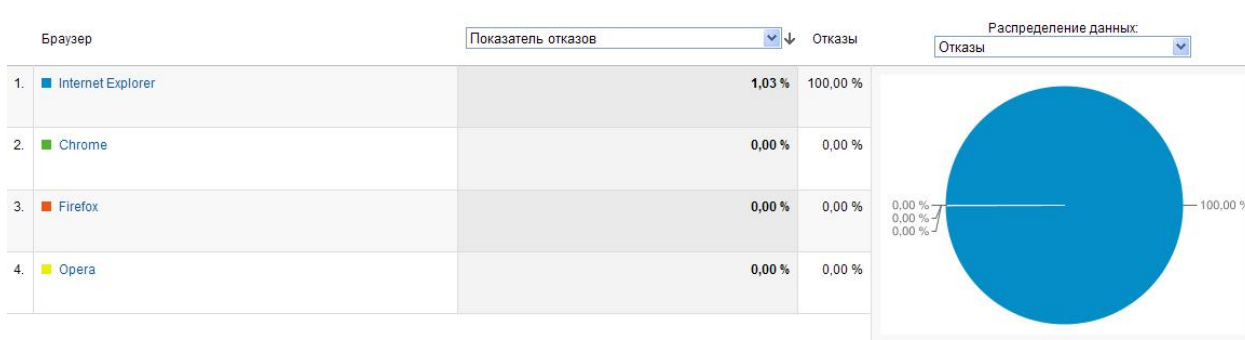 Распределение данных:
Браузер Показатель отказов Отказы Отказы
1. Internet Explorer 1,03 % 100,00 %
2. Chrome 0,00 % 0,00 %
3. Firefox 0,00 % 0,00 %
4. Opera 0,00 % 0,00 %
0,00 % 100,00 %
0,00 %
0,00 %